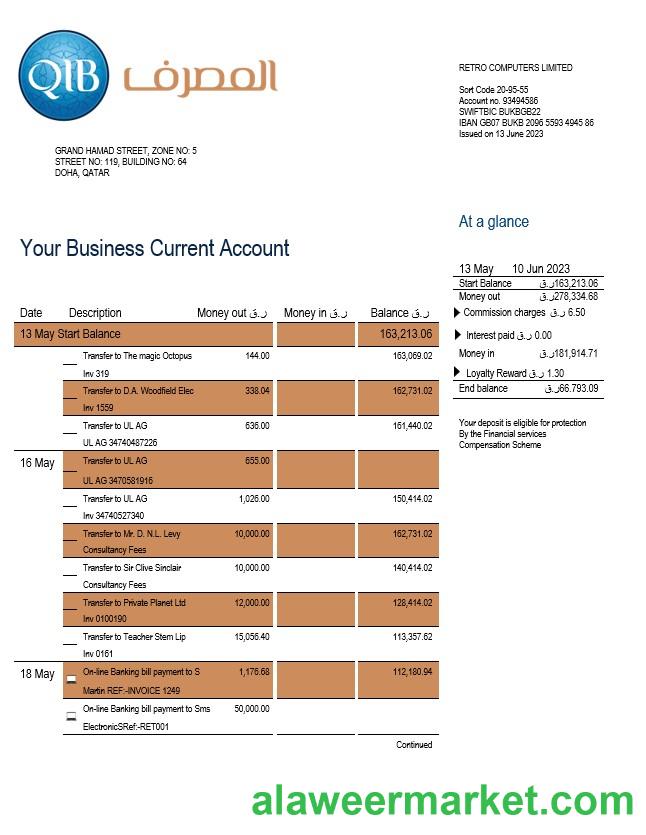 QIB المصرف
RETRO COMPUTERS LIMITED
Sort Code 20-95-55
Account no. 93494586
SWIFTBIC BUKBGB22
IBAN GB07 BUKB 2096 5593 4945 86
Issued on 13 June 2023
GRAND HAMAD STREET, ZONE NO: 5
STREET NO: 119, BUILDING NO: 64
DOHA, QATAR
At a glance
Your Business Current Account
13 May 10 Jun 2023
Start Balance ر.ق163,213.06
Money out ر.ق278,334.68
Commission charges ر.ق 6.50
Interest paid ر.ق 0.00
Money in ر.ق181,914.71
Loyalty Reward ر.ق 1.30
End balance ر.ق66.793.09
Your deposit is eligible for protection
By the Financial services
Compensation Scheme
Date Description Money out ر.ق Money in ر.ق Balance ر.ق
13 May Start Balance 163,213.06
Transfer to The magic Octopus 144.00 163,069.02
Inv 319
Transfer to D.A. Woodfield Elec 338.04 162,731.02
Inv 1559
Transfer to UL AG 636.00 161,440.02
UL AG 34740487226
16 May Transfer to UL AG 655.00
UL AG 3470581916
Transfer to UL AG 1,026.00 150,414.02
Inv 34740527340
Transfer to Mr. D. N.L. Levy 10,000.00 162,731.02
Consultancy Fees
Transfer to Sir Clive Sinclair 10,000.00 140,414.02
Consultancy Fees
Transfer to Private Planet Ltd 12,000.00 128,414.02
Inv 0100190
Transfer to Teacher Stem Lip 15,056.40 113,357.62
Inv 0161
18 May On-line Banking bill payment to S 1,176.68 112,180.94
Martin REF:-INVOICE 1249
On-line Banking bill payment to Sms 50,000.00
ElectronicSRef:-RET001
Continued
alaweermarket.com